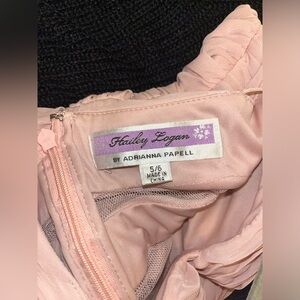 Hailey Logan
BY ADRIANNA PAPELL
5/6
MADE IN
CHINA